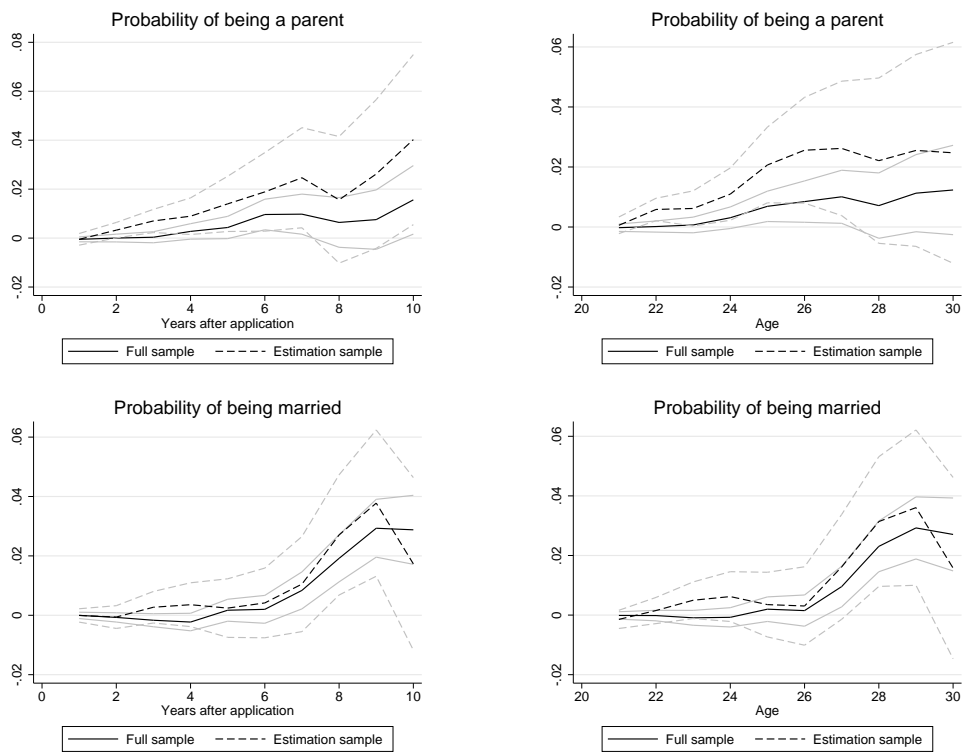 Probability of being a parent
.08
.06
.04
.02
0
-.02
0 2 4 6 8 10
Years after application
Full sample Estimation sample
Probability of being a parent
.06
.04
.02
0
-.02
20 22 24 26 28 30
Age
Full sample Estimation sample
Probability of being married
.06
.04
.02
0
-.02
0 2 4 6 8 10
Years after application
Full sample Estimation sample
Probability of being married
.06
.04
.02
0
-.02
20 22 24 26 28 30
Age
Full sample Estimation sample